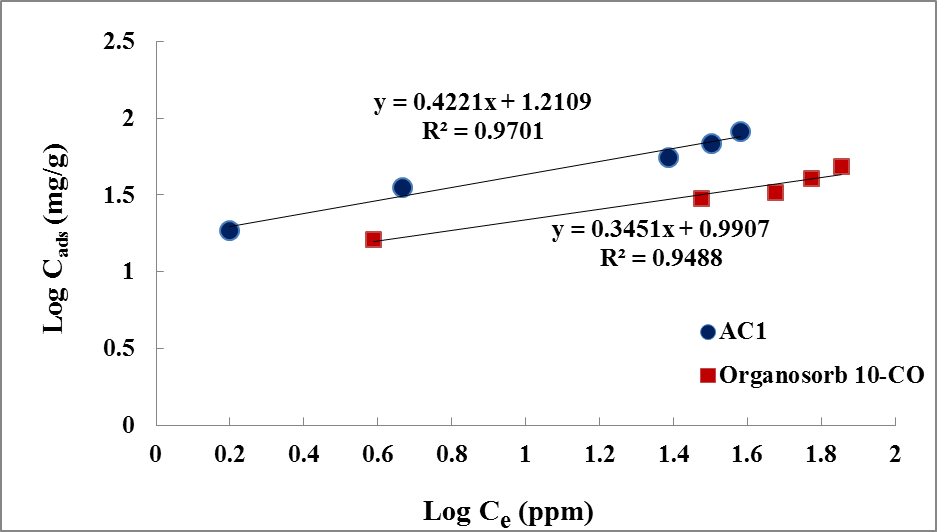 2.5
2
1.5
1
0.5
0
Log Cads (mg/g)
y = 0.4221x + 1.2109
R² = 0.9701
y = 0.3451x + 0.9907
R² = 0.9488
AC1
Organosorb 10-CO
0 0.2 0.4 0.6 0.8 1 1.2 1.4 1.6 1.8 2
Log Ce (ppm)